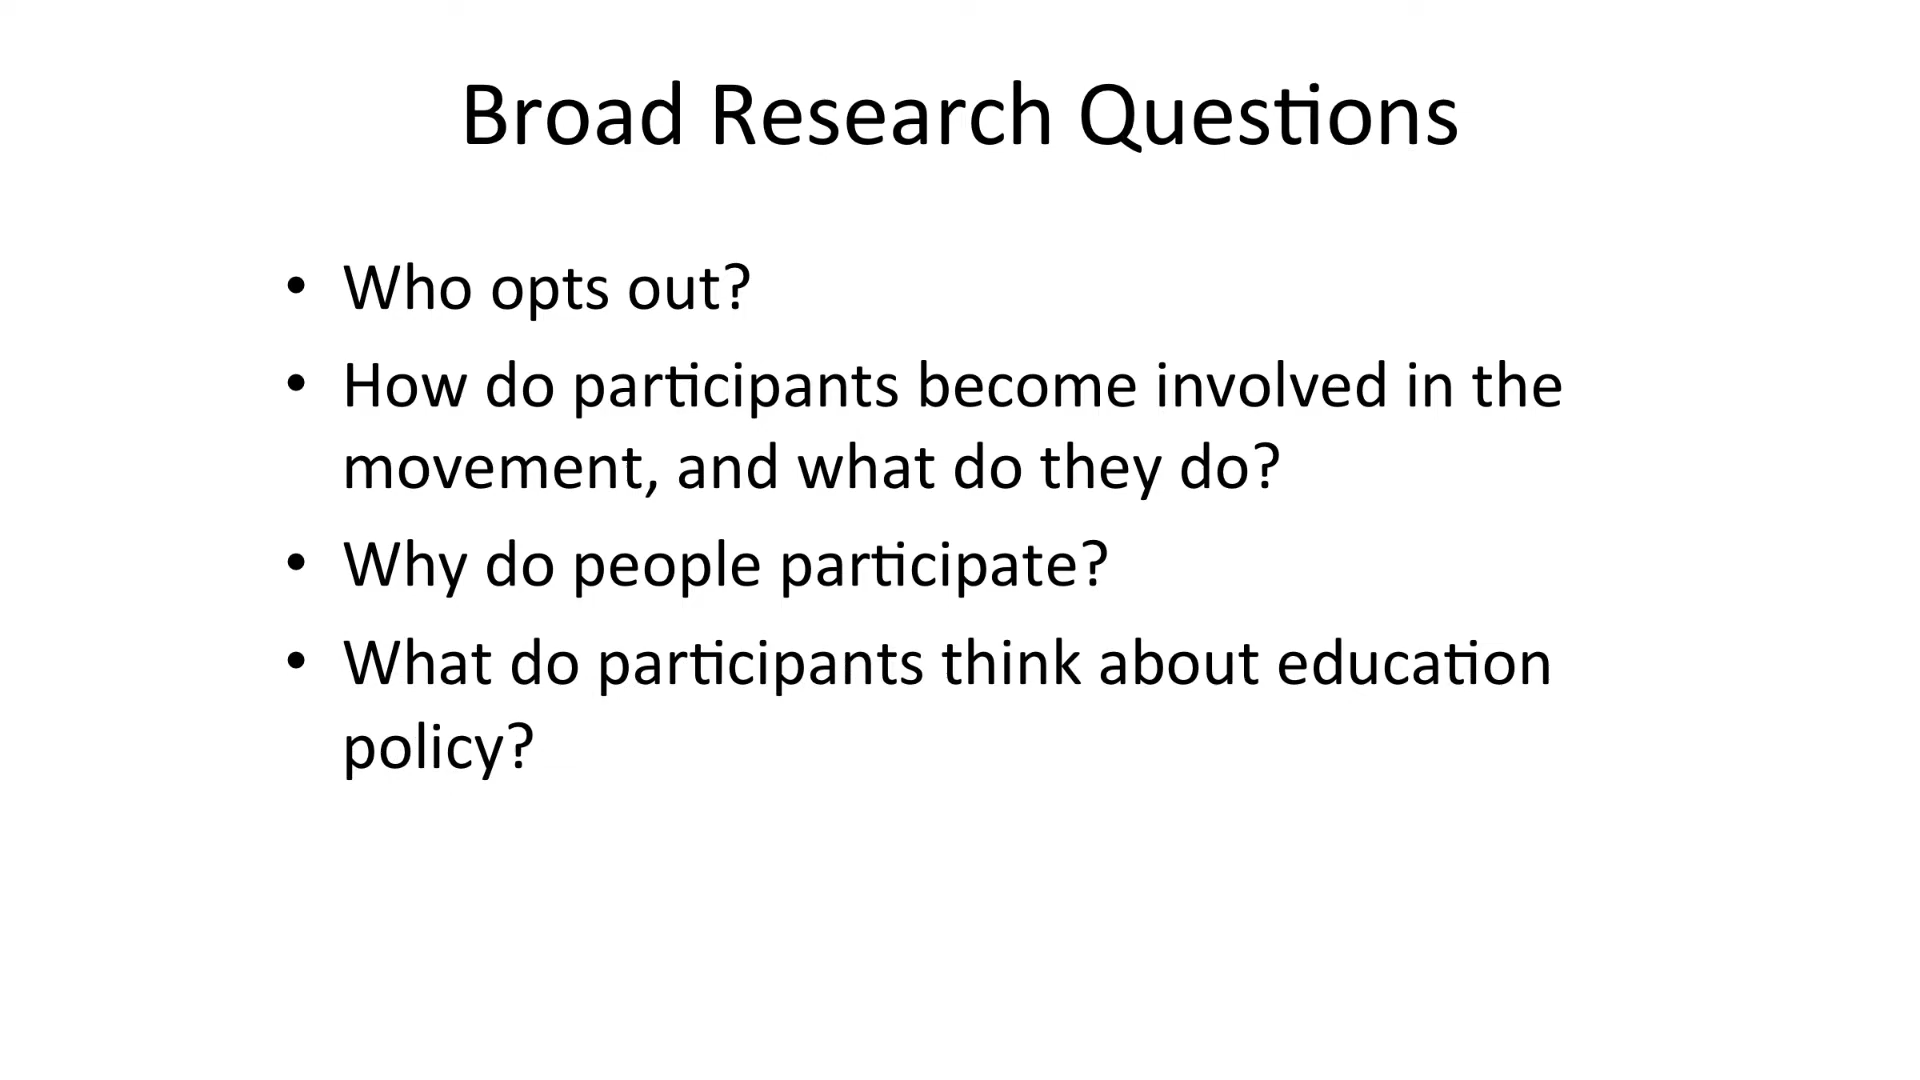 Broad Research Questions
• Who opts out?
• How do participants become involved in the
movement, and what do they do?
• Why do people participate?
• What do participants think about education
policy?